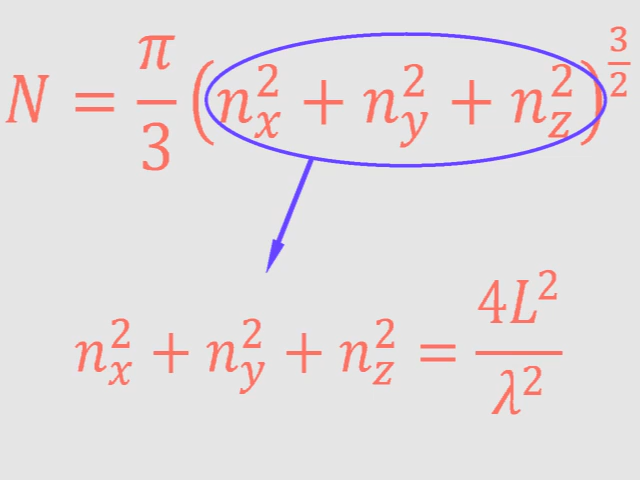 N = π/3 (n_x^2 + n_y^2 + n_z^2)^{3/2}
n_x^2 + n_y^2 + n_z^2 = 4L^2/λ^2